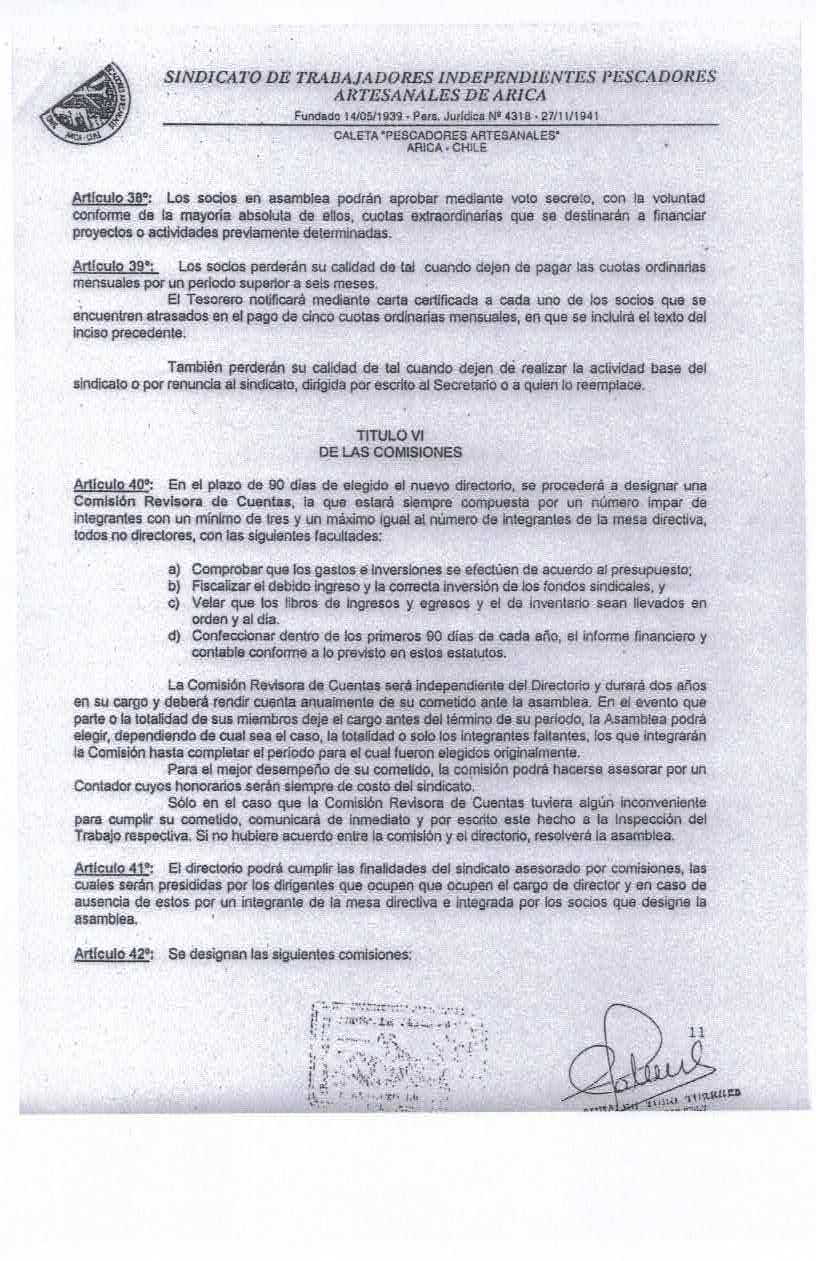 SINDICATO DE TRABAJADORES INDEPENDIENTES PESCADORES
ARTESANALES DE ARICA
Fundado 14/05/1939 - Pers. Jurídica Nº 4318 - 27/11/1941
CALETA "PESCADORES ARTESANALES"
ARICA - CHILE
Artículo 38º: Los socios en asamblea podrán aprobar mediante voto secreto, con la voluntad
conforme de la mayoría absoluta de ellos, cuotas extraordinarias que se destinarán a financiar
proyectos o actividades previamente determinadas.
Artículo 39º: Los socios perderán su calidad de tal cuando dejen de pagar las cuotas ordinarias
mensuales por un periodo superior a seis meses.
El Tesorero notificará mediante carta certificada a cada uno de los socios que se
encuentren atrasados en el pago de cinco cuotas ordinarias mensuales, en que se incluirá el texto del
inciso precedente.
También perderán su calidad de tal cuando dejen de realizar la actividad base del
sindicato o por renuncia al sindicato, dirigida por escrito al Secretario o a quien lo reemplace.
TITULO VI
DE LAS COMISIONES
Artículo 40º: En el plazo de 90 días de elegido el nuevo directorio, se procederá a designar una
Comisión Revisora de Cuentas, la que estará siempre compuesta por un número impar de
integrantes con un mínimo de tres y un máximo igual al número de integrantes de la mesa directiva,
todos no directores, con las siguientes facultades:
a) Comprobar que los gastos e inversiones se efectúen de acuerdo al presupuesto;
b) Fiscalizar el debido ingreso y la correcta inversión de los fondos sindicales, y
c) Velar que los libros de ingresos y egresos y el de inventario sean llevados en
orden y al día.
d) Confeccionar dentro de los primeros 90 días de cada año, el informe financiero y
contable conforme a lo previsto en estos estatutos.
La Comisión Revisora de Cuentas será independiente del Directorio y durará dos años
en su cargo y deberá rendir cuenta anualmente de su cometido ante la asamblea. En el evento que
parte o la totalidad de sus miembros deje el cargo antes del término de su período, la Asamblea podrá
elegir, dependiendo de cual sea el caso, la totalidad o solo los integrantes faltantes, los que integrarán
la Comisión hasta completar el período para el cual fueron elegidos originalmente.
Para el mejor desempeño de su cometido, la comisión podrá hacerse asesorar por un
Contador cuyos honorarios serán siempre de costo del sindicato.
Sólo en el caso que la Comisión Revisora de Cuentas tuviera algún inconveniente
para cumplir su cometido, comunicará de inmediato y por escrito este hecho a la Inspección del
Trabajo respectiva. Si no hubiere acuerdo entre la comisión y el directorio, resolverá la asamblea.
Artículo 41º: El directorio podrá cumplir las finalidades del sindicato asesorado por comisiones, las
cuales serán presididas por los dirigentes que ocupen que ocupen el cargo de director y en caso de
ausencia de estos por un integrante de la mesa directiva e integrada por los socios que designe la
asamblea.
Artículo 42º: Se designan las siguientes comisiones:
11